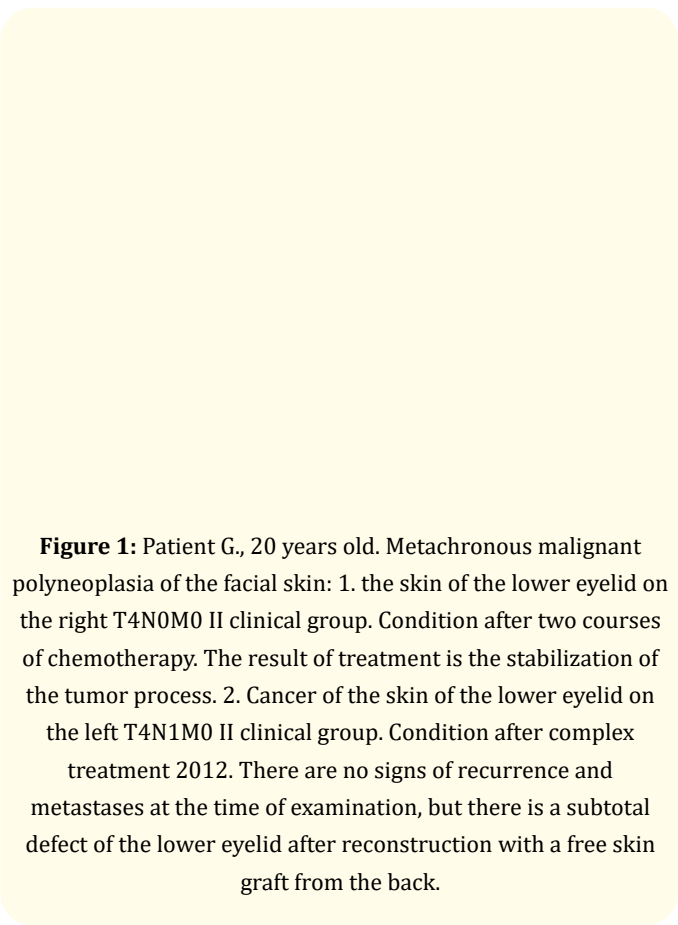 Figure 1: Patient G., 20 years old. Metachronous malignant
polyneoplasia of the facial skin: 1. the skin of the lower eyelid on
the right T4N0M0 II clinical group. Condition after two courses
of chemotherapy. The result of treatment is the stabilization of
the tumor process. 2. Cancer of the skin of the lower eyelid on
the left T4N1M0 II clinical group. Condition after complex
treatment 2012. There are no signs of recurrence and
metastases at the time of examination, but there is a subtotal
defect of the lower eyelid after reconstruction with a free skin
graft from the back.